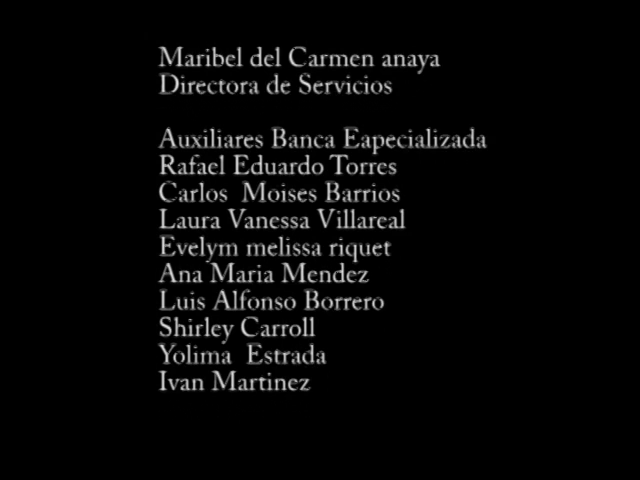 Maribel del Carmen anaya
Directora de Servicios
Auxiliares Banca Eapecializada
Rafael Eduardo Torres
Carlos  Moises Barrios
Laura Vanessa Villareal
Evelym melissa riquet
Ana Maria Mendez
Luis Alfonso Borrero
Shirley Carroll
Yolima  Estrada
Ivan Martinez